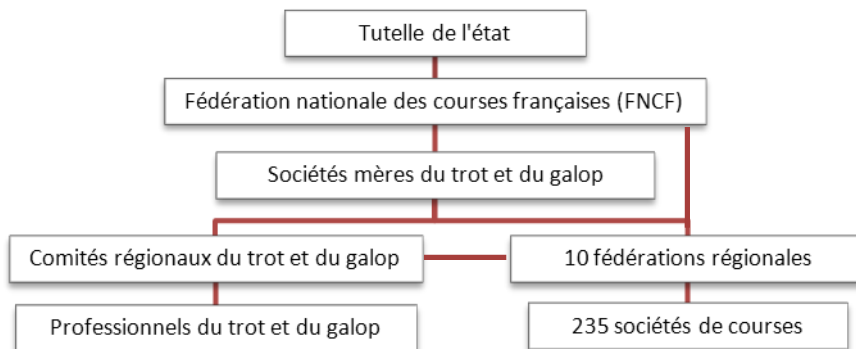 Tutelle de l'état
Fédération nationale des courses françaises (FNCF)
Sociétés mères du trot et du galop
Comités régionaux du trot et du galop
10 fédérations régionales
Professionnels du trot et du galop
235 sociétés de courses